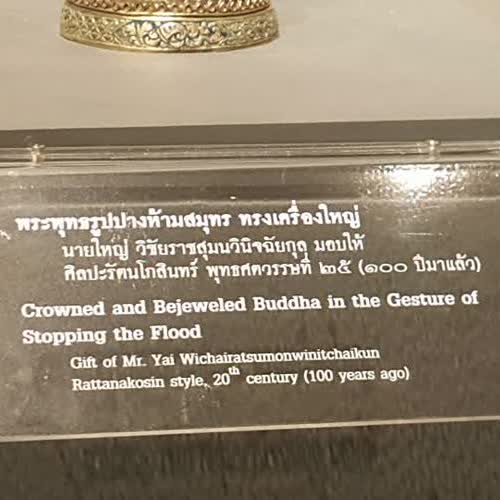 พระพุทธรูปปางห้ามสมุทร ทรงเครื่องใหญ่
นายใหญ่ วิชัยราชสุมนวินิจฉัยกุล มอบให้
ศิลปะรัตนโกสินทร์ พุทธศตวรรษที่ ๒๕ (๑๐๐ ปีมาแล้ว)
Crowned and Bejeweled Buddha in the Gesture of
Stopping the Flood
Gift of Mr. Yai Wichairatsumonwinitchaikun
Rattanakosin style, 20th century (100 years ago)